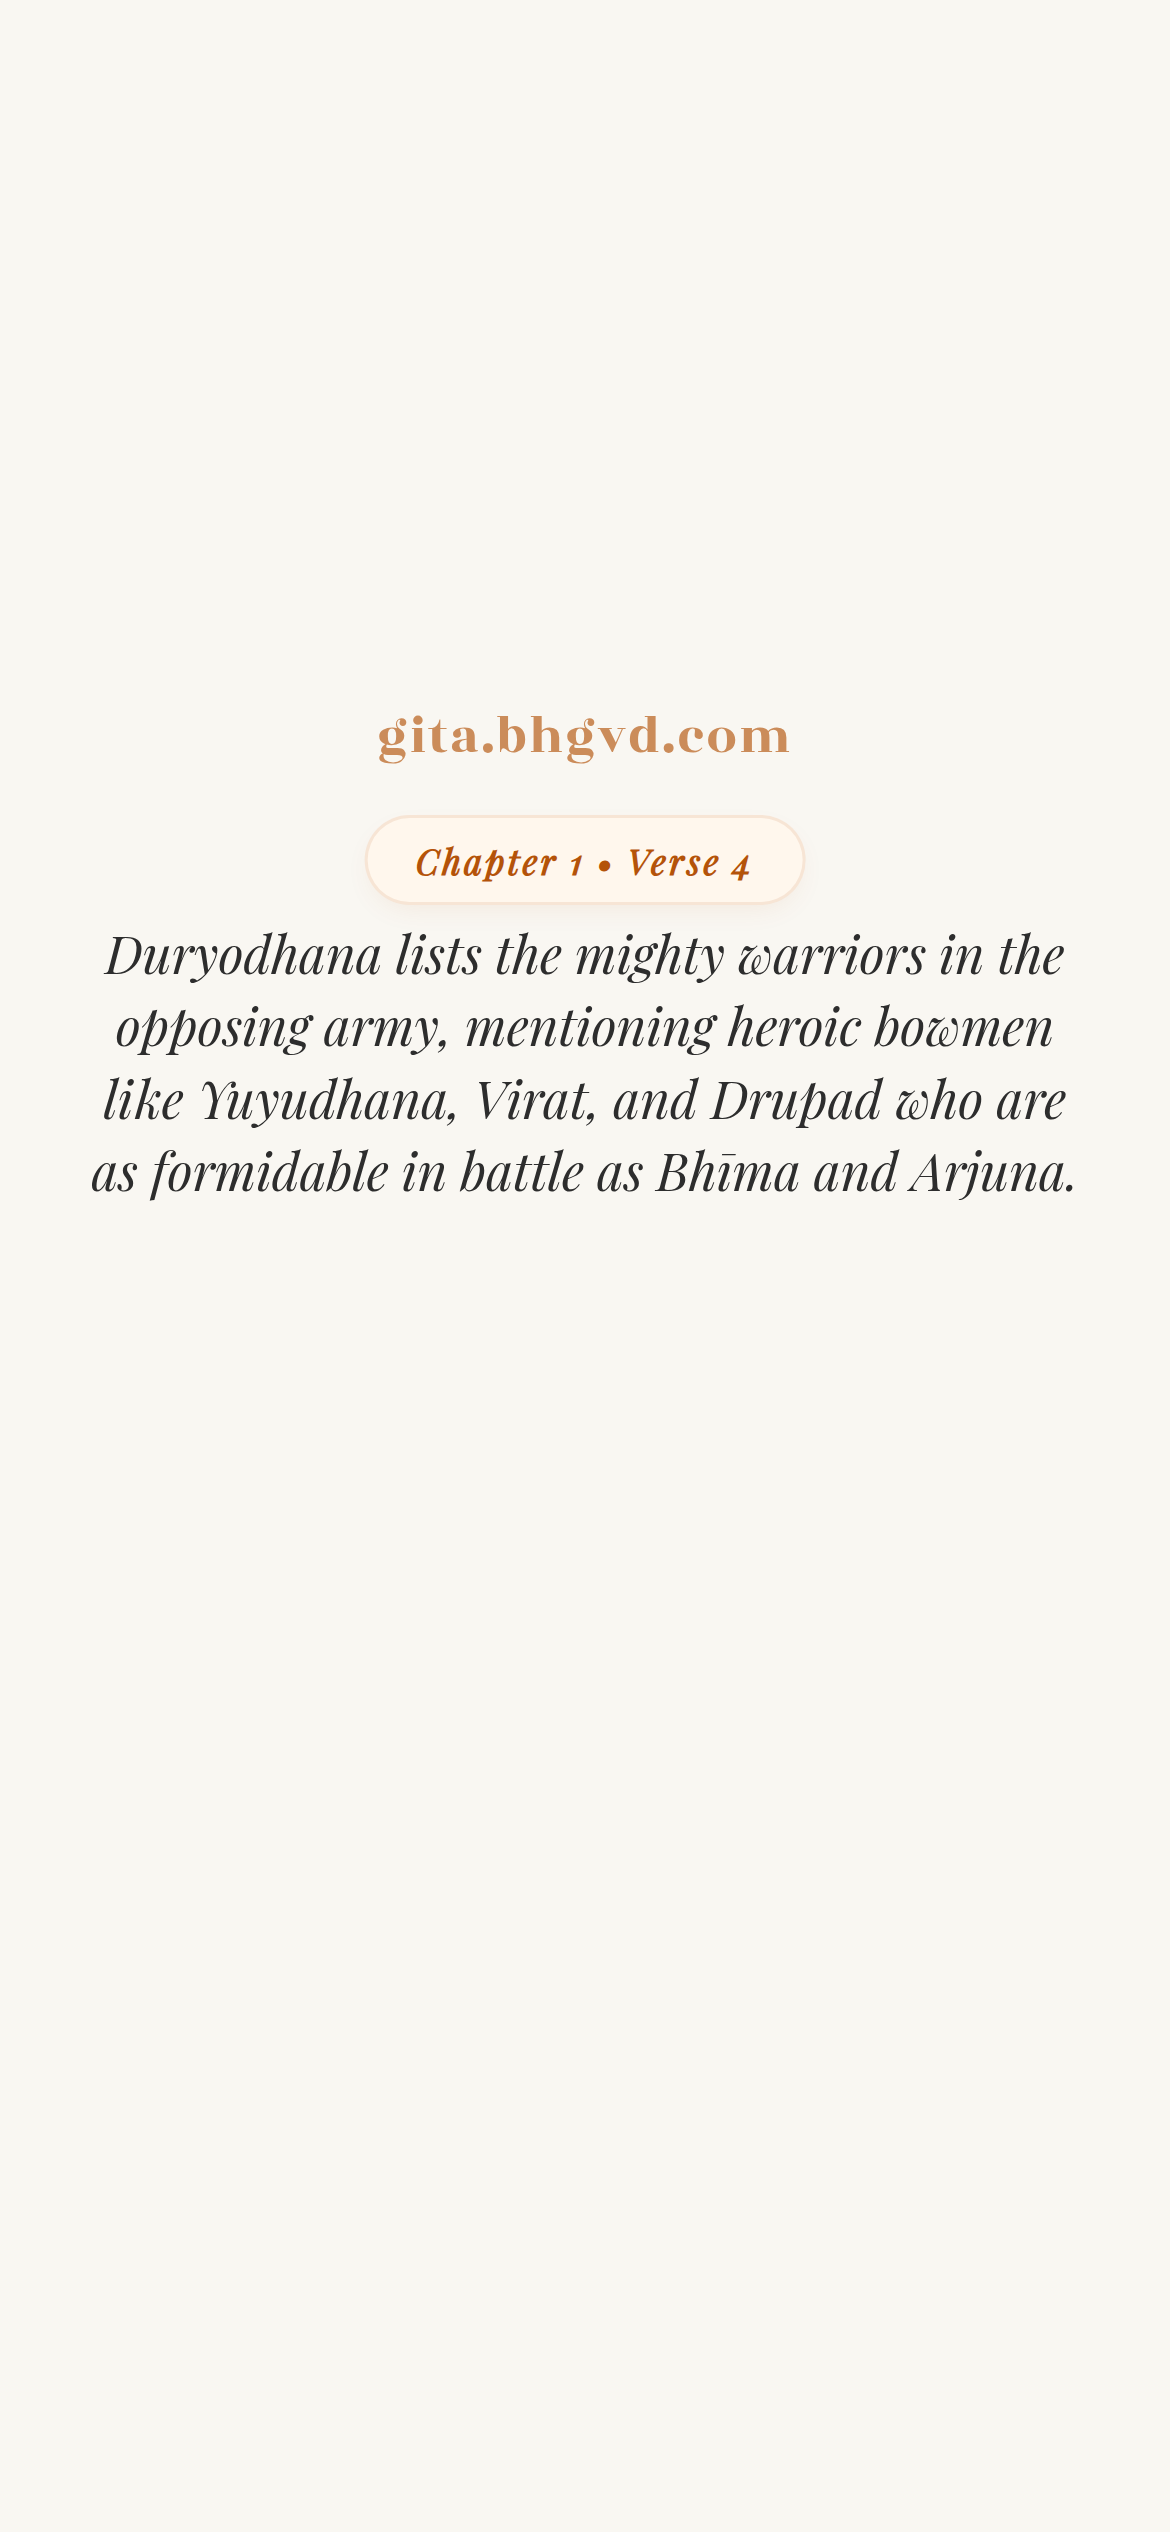 gita.bhgvd.com
Chapter 1 • Verse 4
Duryodhana lists the mighty warriors in the
opposing army, mentioning heroic bowmen
like Yuyudhana, Virat, and Drupad who are
as formidable in battle as Bhīma and Arjuna.